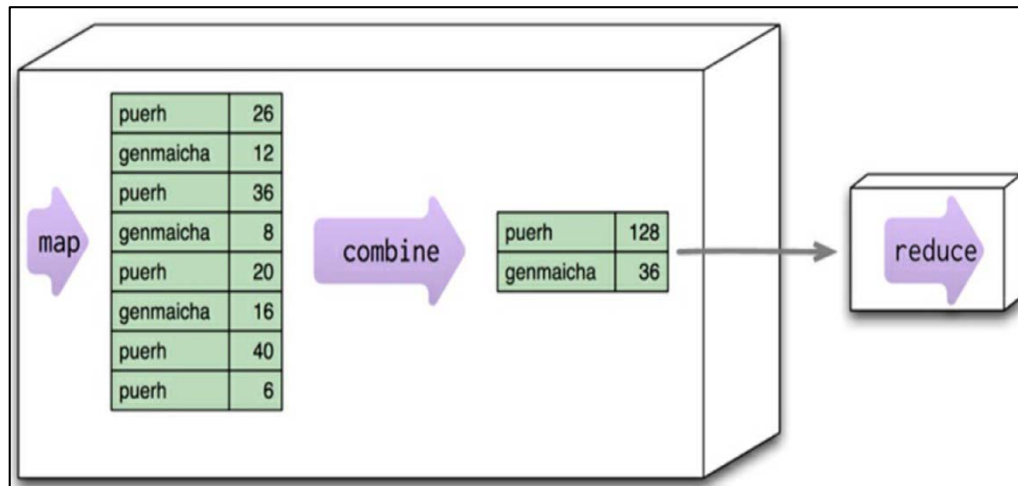 map
puerh 26
genmaicha 12
puerh 36
genmaicha 8
puerh 20
genmaicha 16
puerh 40
puerh 6
combine
puerh 128
genmaicha 36
reduce